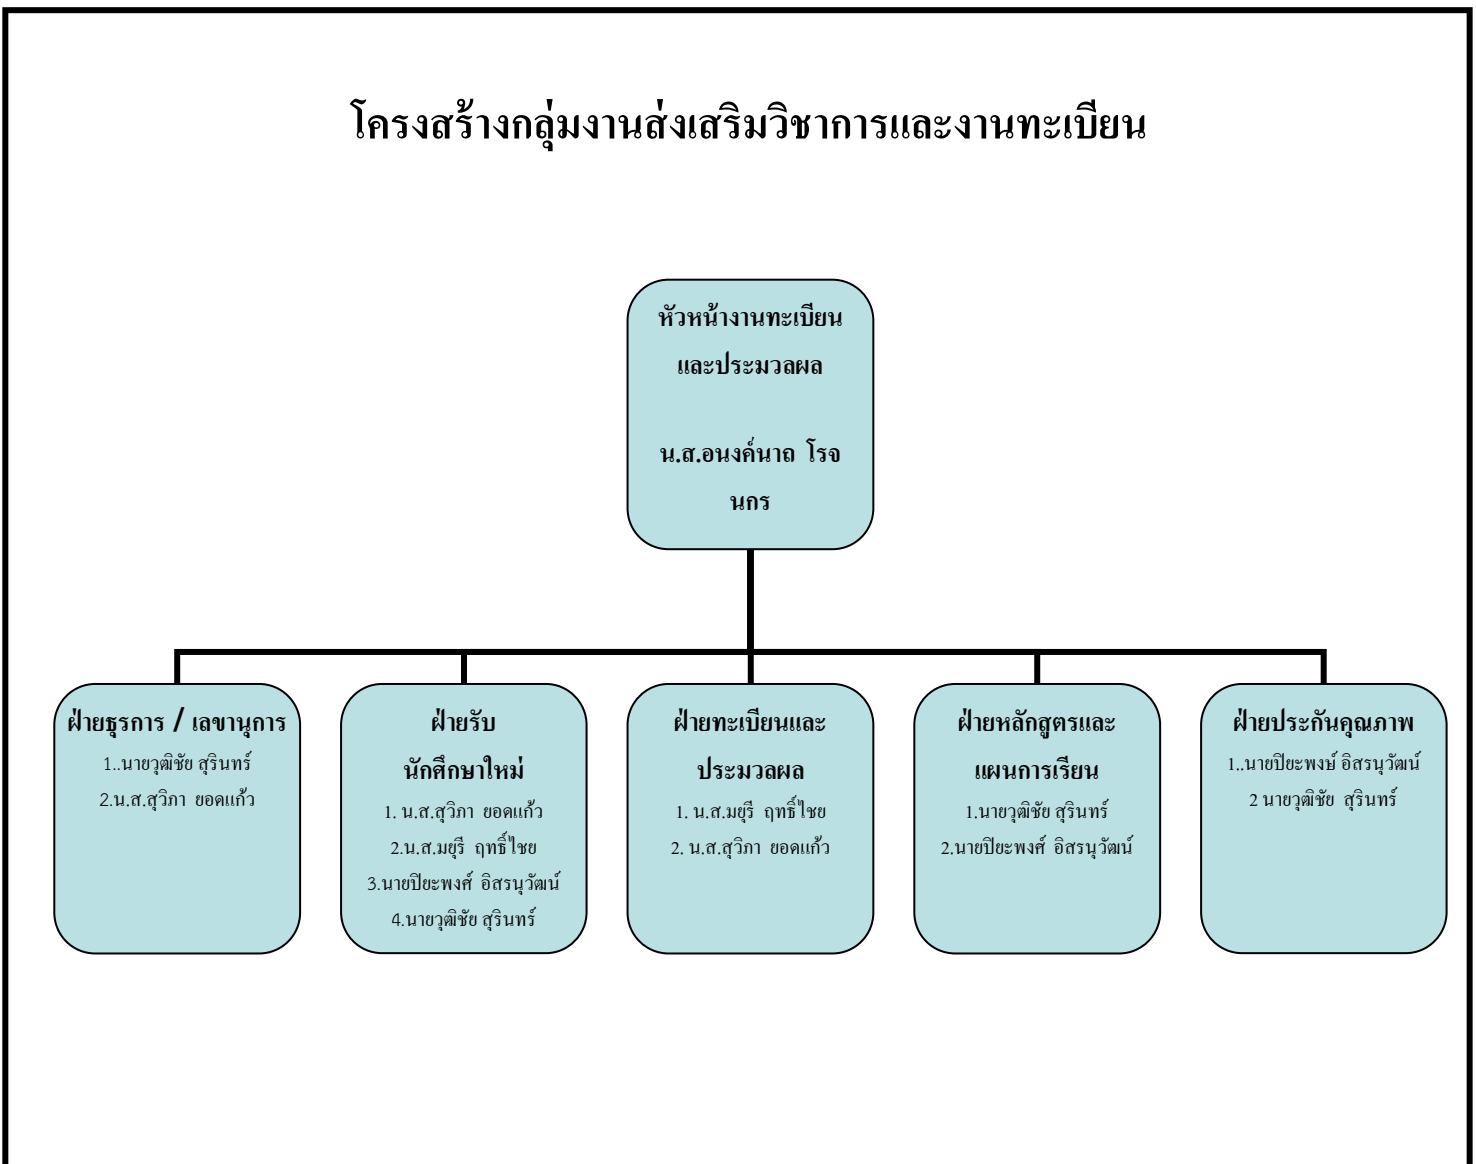 โครงสร้างกลุ่มงานส่งเสริมวิชาการและงานทะเบียน
หัวหน้างานทะเบียน
และประมวลผล
น.ส.อนงค์นาถ โรจ
นกร
ฝ่ายธุรการ / เลขานุการ
1..นายวุฒิชัย สุรินทร์
2.น.ส.สุวิภา ยอดแก้ว
ฝ่ายรับ
นักศึกษาใหม่
1. น.ส.สุวิภา ยอดแก้ว
2.น.ส.มยุรี ฤทธิ์ไชย
3.นายปิยะพงศ์ อิสรนุวัฒน์
4.นายวุฒิชัย สุรินทร์
ฝ่ายทะเบียนและ
ประมวลผล
1. น.ส.มยุรี ฤทธิ์ไชย
2. น.ส.สุวิภา ยอดแก้ว
ฝ่ายหลักสูตรและ
แผนการเรียน
1.นายวุฒิชัย สุรินทร์
2.นายปิยะพงศ์ อิสรนุวัฒน์
ฝ่ายประกันคุณภาพ
1..นายปิยะพงษ์ อิสรนุวัฒน์
2 นายวุฒิชัย สุรินทร์